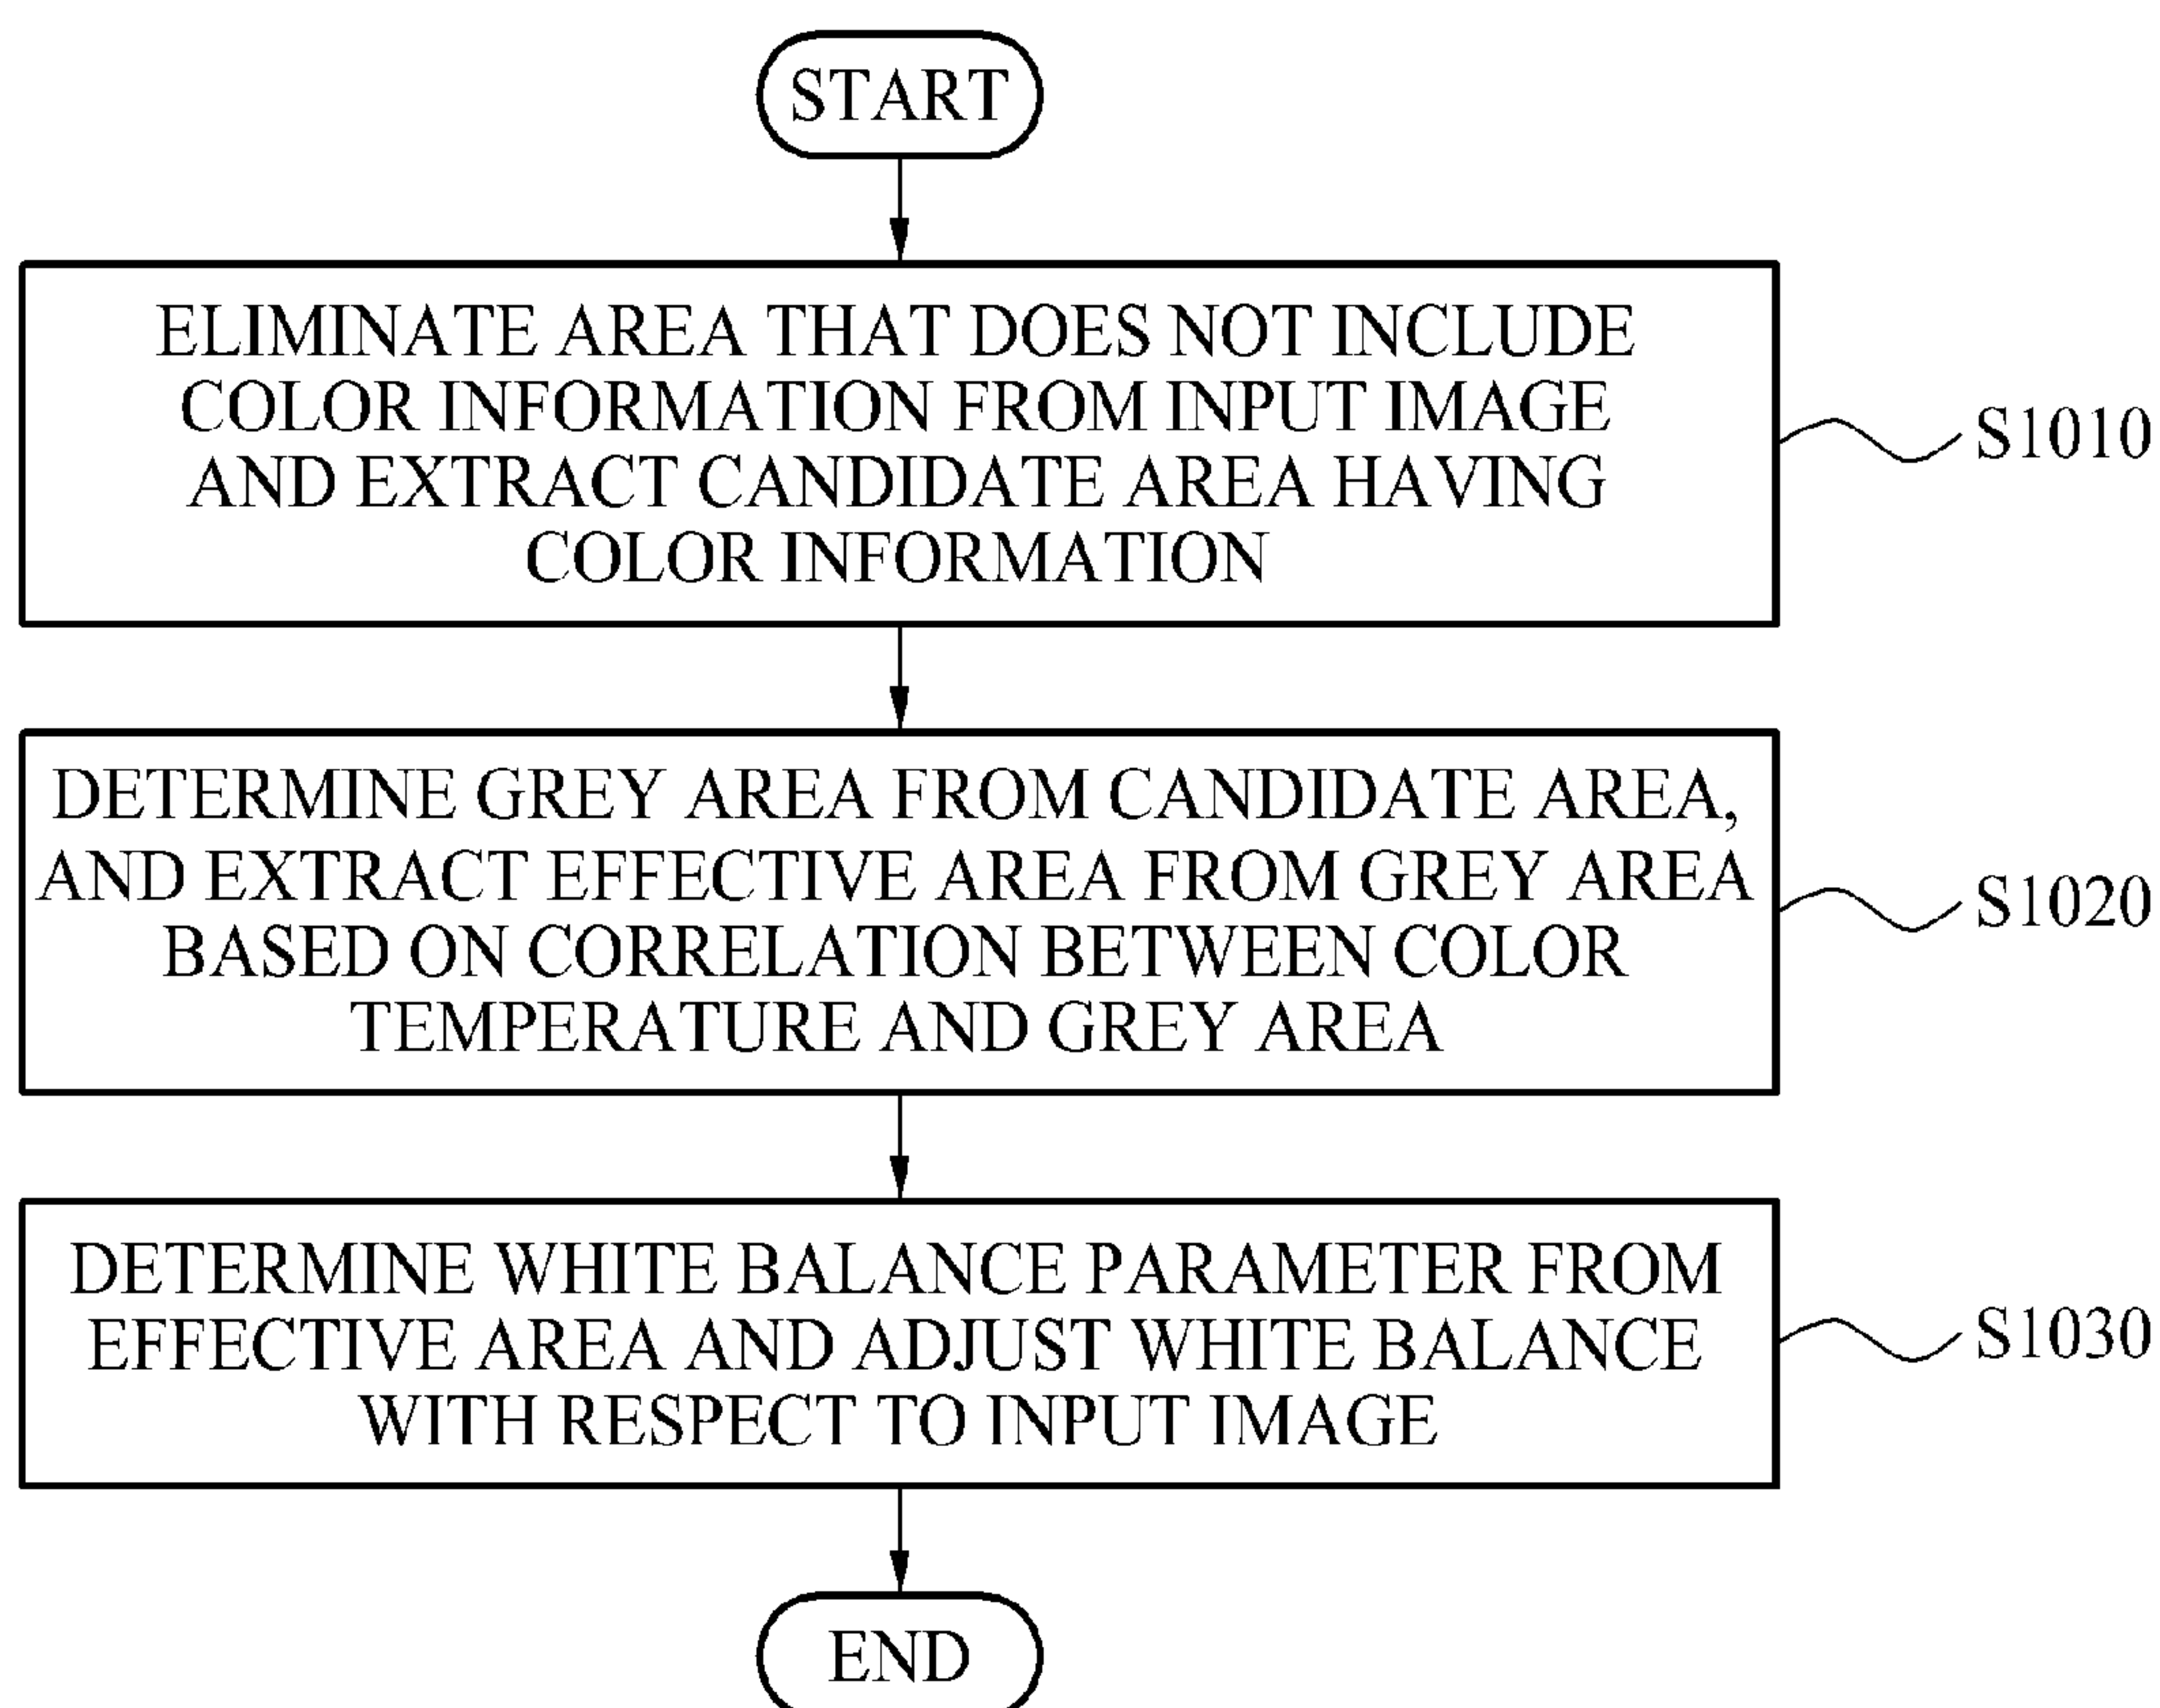 START
ELIMINATE AREA THAT DOES NOT INCLUDE
COLOR INFORMATION FROM INPUT IMAGE
AND EXTRACT CANDIDATE AREA HAVING
COLOR INFORMATION
S1010
DETERMINE GREY AREA FROM CANDIDATE AREA,
AND EXTRACT EFFECTIVE AREA FROM GREY AREA
BASED ON CORRELATION BETWEEN COLOR
TEMPERATURE AND GREY AREA
S1020
DETERMINE WHITE BALANCE PARAMETER FROM
EFFECTIVE AREA AND ADJUST WHITE BALANCE
WITH RESPECT TO INPUT IMAGE
S1030
END